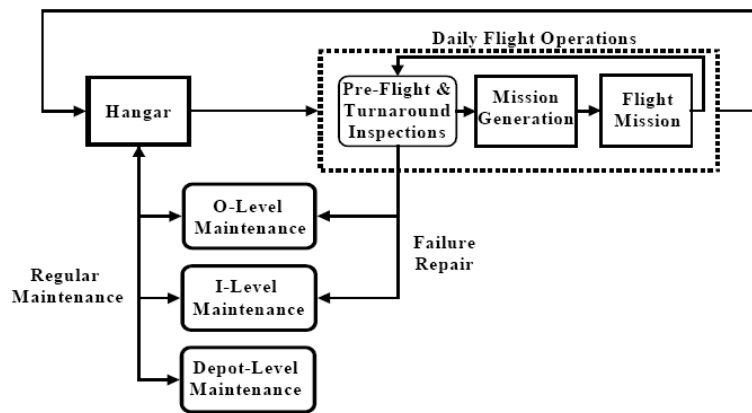 Daily Flight Operations
Hangar
Pre-Flight &
Turnaround
Inspections
Mission
Generation
Flight
Mission
O-Level
Maintenance
Failure
Repair
Regular
Maintenance
I-Level
Maintenance
Depot-Level
Maintenance